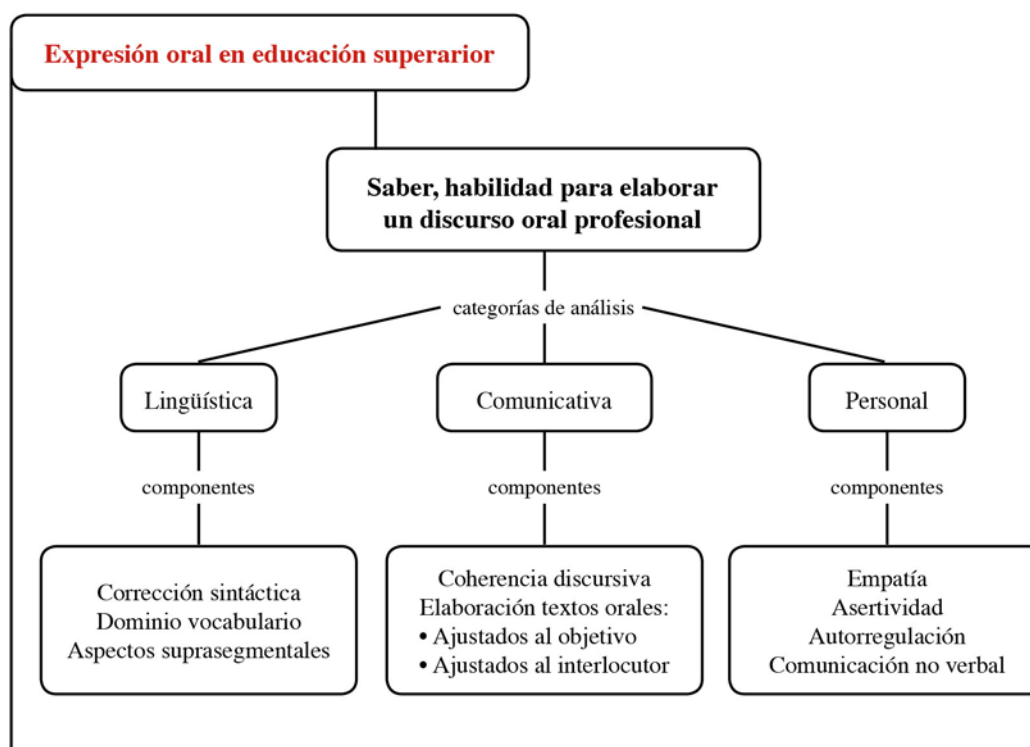 Expresión oral en educación superarior
Saber, habilidad para elaborar
un discurso oral profesional
categorías de análisis
Lingüística
Comunicativa
Personal
componentes
componentes
componentes
Corrección sintáctica
Dominio vocabulario
Aspectos suprasegmentales
Coherencia discursiva
Elaboración textos orales:
• Ajustados al objetivo
• Ajustados al interlocutor
Empatía
Asertividad
Autorregulación
Comunicación no verbal